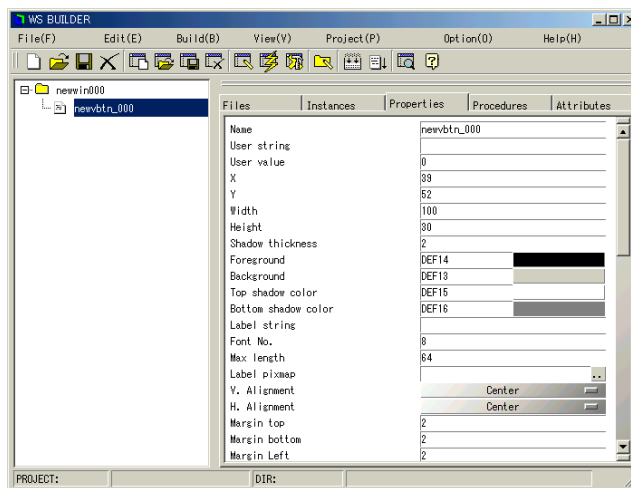 WS BUILDER
File(F) Edit(E) Build(B) View(V) Project(P) Option(O) Help(H)
newwin000
newvbtn_000
Files Instances Properties Procedures Attributes
Name newvbtn_000
User string
User value 0
X 39
Y 52
Width 100
Height 30
Shadow thickness 2
Foreground DEF14
Background DEF13
Top shadow color DEF15
Bottom shadow color DEF16
Label string
Font No. 8
Max length 64
Label pixmap ..
V. Alignment Center
H. Alignment Center
Margin top 2
Margin bottom 2
Margin Left 2
PROJECT: DIR: